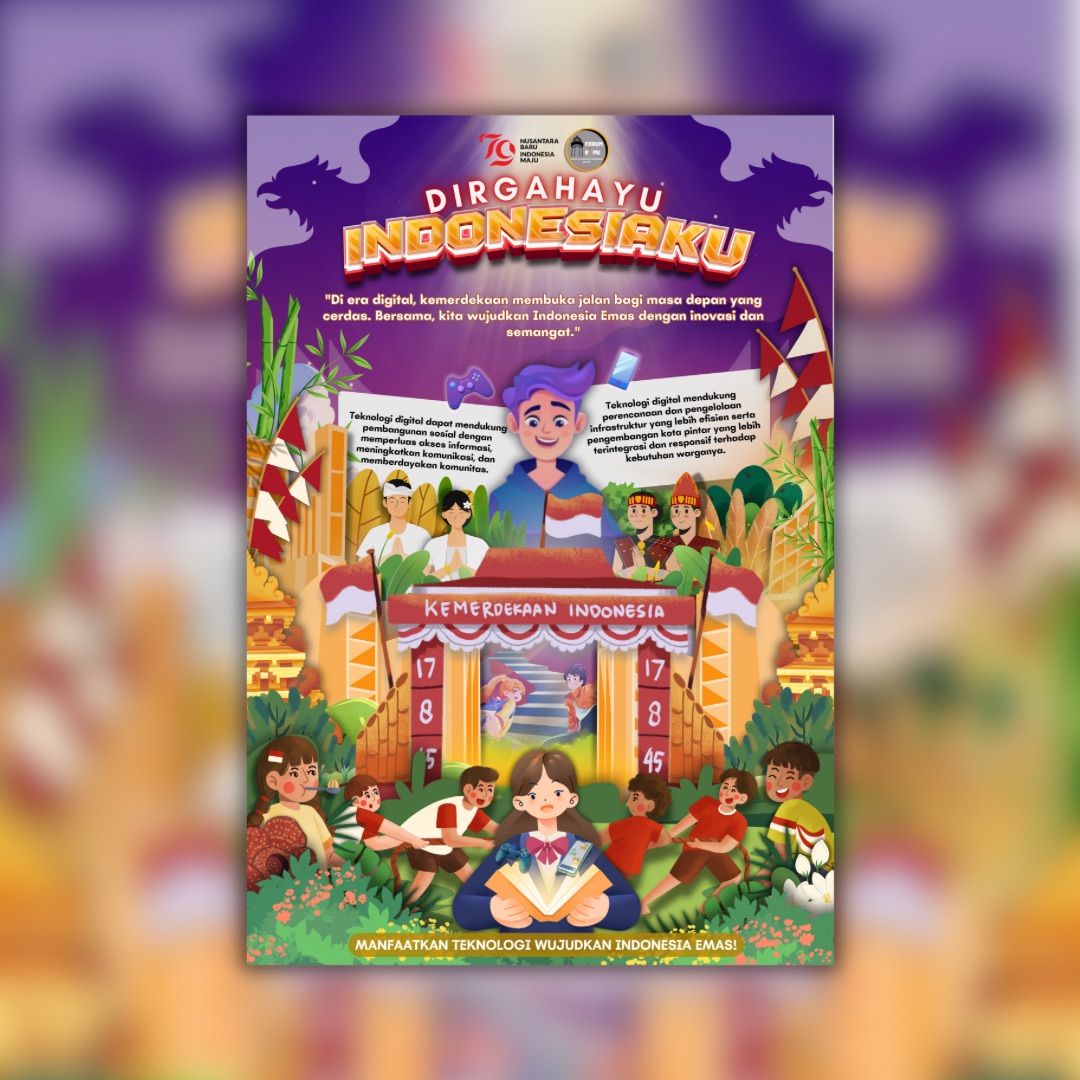 79
NUSANTARA
BARU
INDONESIA
MAJU
FORUM
DIRGAHAYU
INDONESIAKU
"Di era digital, kemerdekaan membuka jalan bagi masa depan yang
cerdas. Bersama, kita wujudkan Indonesia Emas dengan inovasi dan
semangat."
Teknologi digital dapat mendukung
pembangunan sosial dengan
memperluas akses informasi,
meningkatkan komunikasi, dan
memberdayakan komunitas.
Teknologi digital mendukung
perencanaan dan pengelolaan
infrastruktur yang lebih efisien serta
pengembangan kota pintar yang lebih
terintegrasi dan responsif terhadap
kebutuhan warganya.
KEMERDEKAAN INDONESIA
17
8
5
17
8
45
MANFAATKAN TEKNOLOGI WUJUDKAN INDONESIA EMAS!